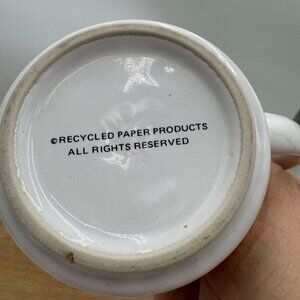 ©RECYCLED PAPER PRODUCTS
ALL RIGHTS RESERVED